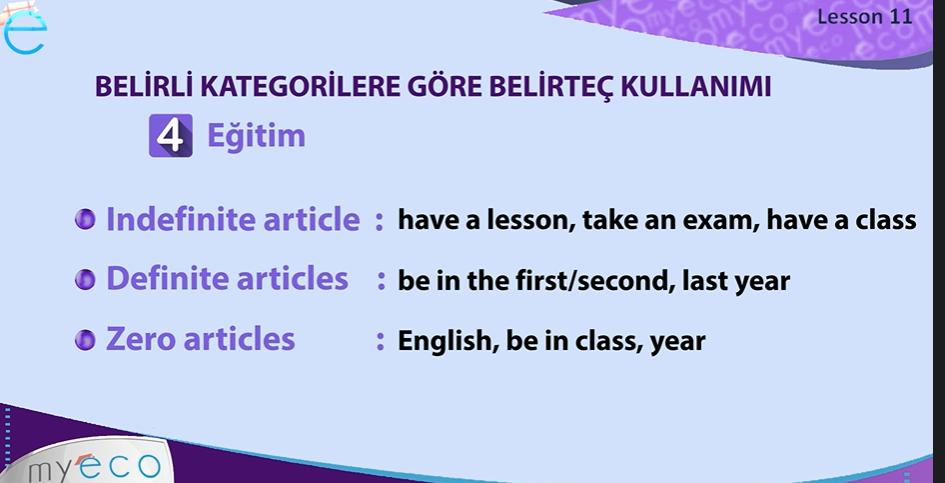 Lesson 11
BELİRLİ KATEGORİLERE GÖRE BELİRTEÇ KULLANIMI
4 Eğitim
Indefinite article : have a lesson, take an exam, have a class
Definite articles : be in the first/second, last year
Zero articles : English, be in class, year
myeco